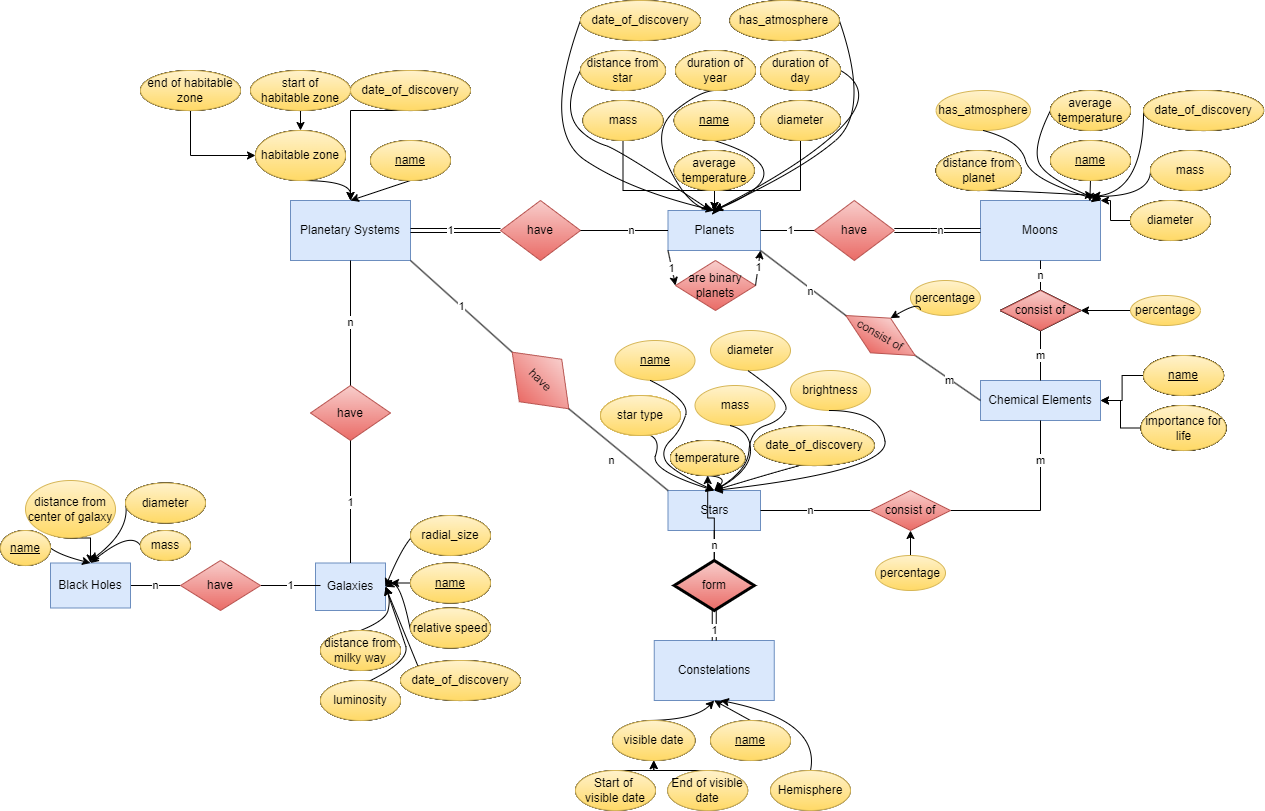 date_of_discovery
has_atmosphere
distance from
star
duration of
year
duration of
day
mass
name
diameter
average
temperature
end of habitable
zone
start of
habitable zone
date_of_discovery
habitable zone
name
has_atmosphere
average
temperature
date_of_discovery
distance from
planet
name
mass
diameter
Planetary Systems
1
have
n
Planets
1
have
n
Moons
1
are binary
planets
1
n
consist of
percentage
m
n
consist of
percentage
m
Chemical Elements
name
importance for
life
1
have
n
n
have
1
name
diameter
brightness
star type
mass
date_of_discovery
temperature
Stars
n
consist of
m
percentage
n
form
1
Constelations
visible date
name
Start of
visible date
End of visible
date
Hemisphere
distance from
center of galaxy
diameter
name
mass
Black Holes
n
have
1
Galaxies
radial_size
name
relative speed
distance from
milky way
date_of_discovery
luminosity